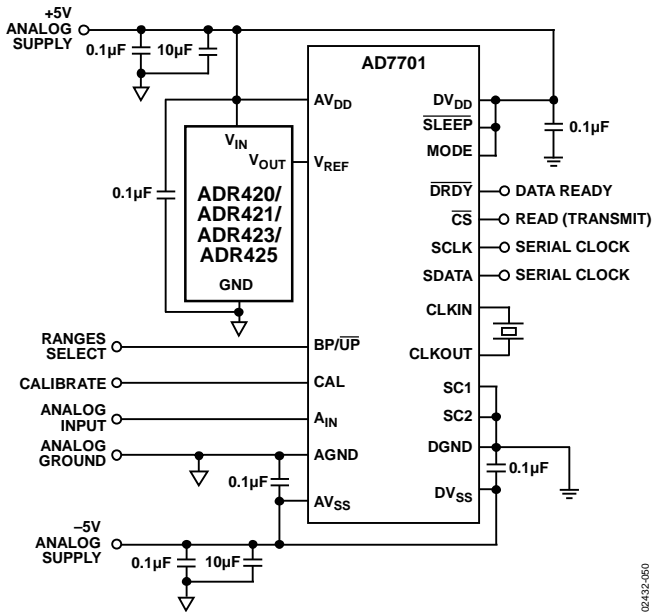 +5V
ANALOG
SUPPLY
0.1µF
10µF
AD7701
AVDD
DVDD
SLEEP
MODE
0.1µF
VIN
VOUT
VREF
0.1µF
ADR420/
ADR421/
ADR423/
ADR425
GND
DRDY
DATA READY
CS
READ (TRANSMIT)
SCLK
SERIAL CLOCK
SDATA
SERIAL CLOCK
CLKIN
CLKOUT
RANGES
SELECT
BP/UP
CALIBRATE
CAL
SC1
ANALOG
INPUT
AIN
SC2
ANALOG
GROUND
AGND
DGND
0.1µF
0.1µF
AVSS
DVSS
–5V
ANALOG
SUPPLY
0.1µF
10µF
02432-050